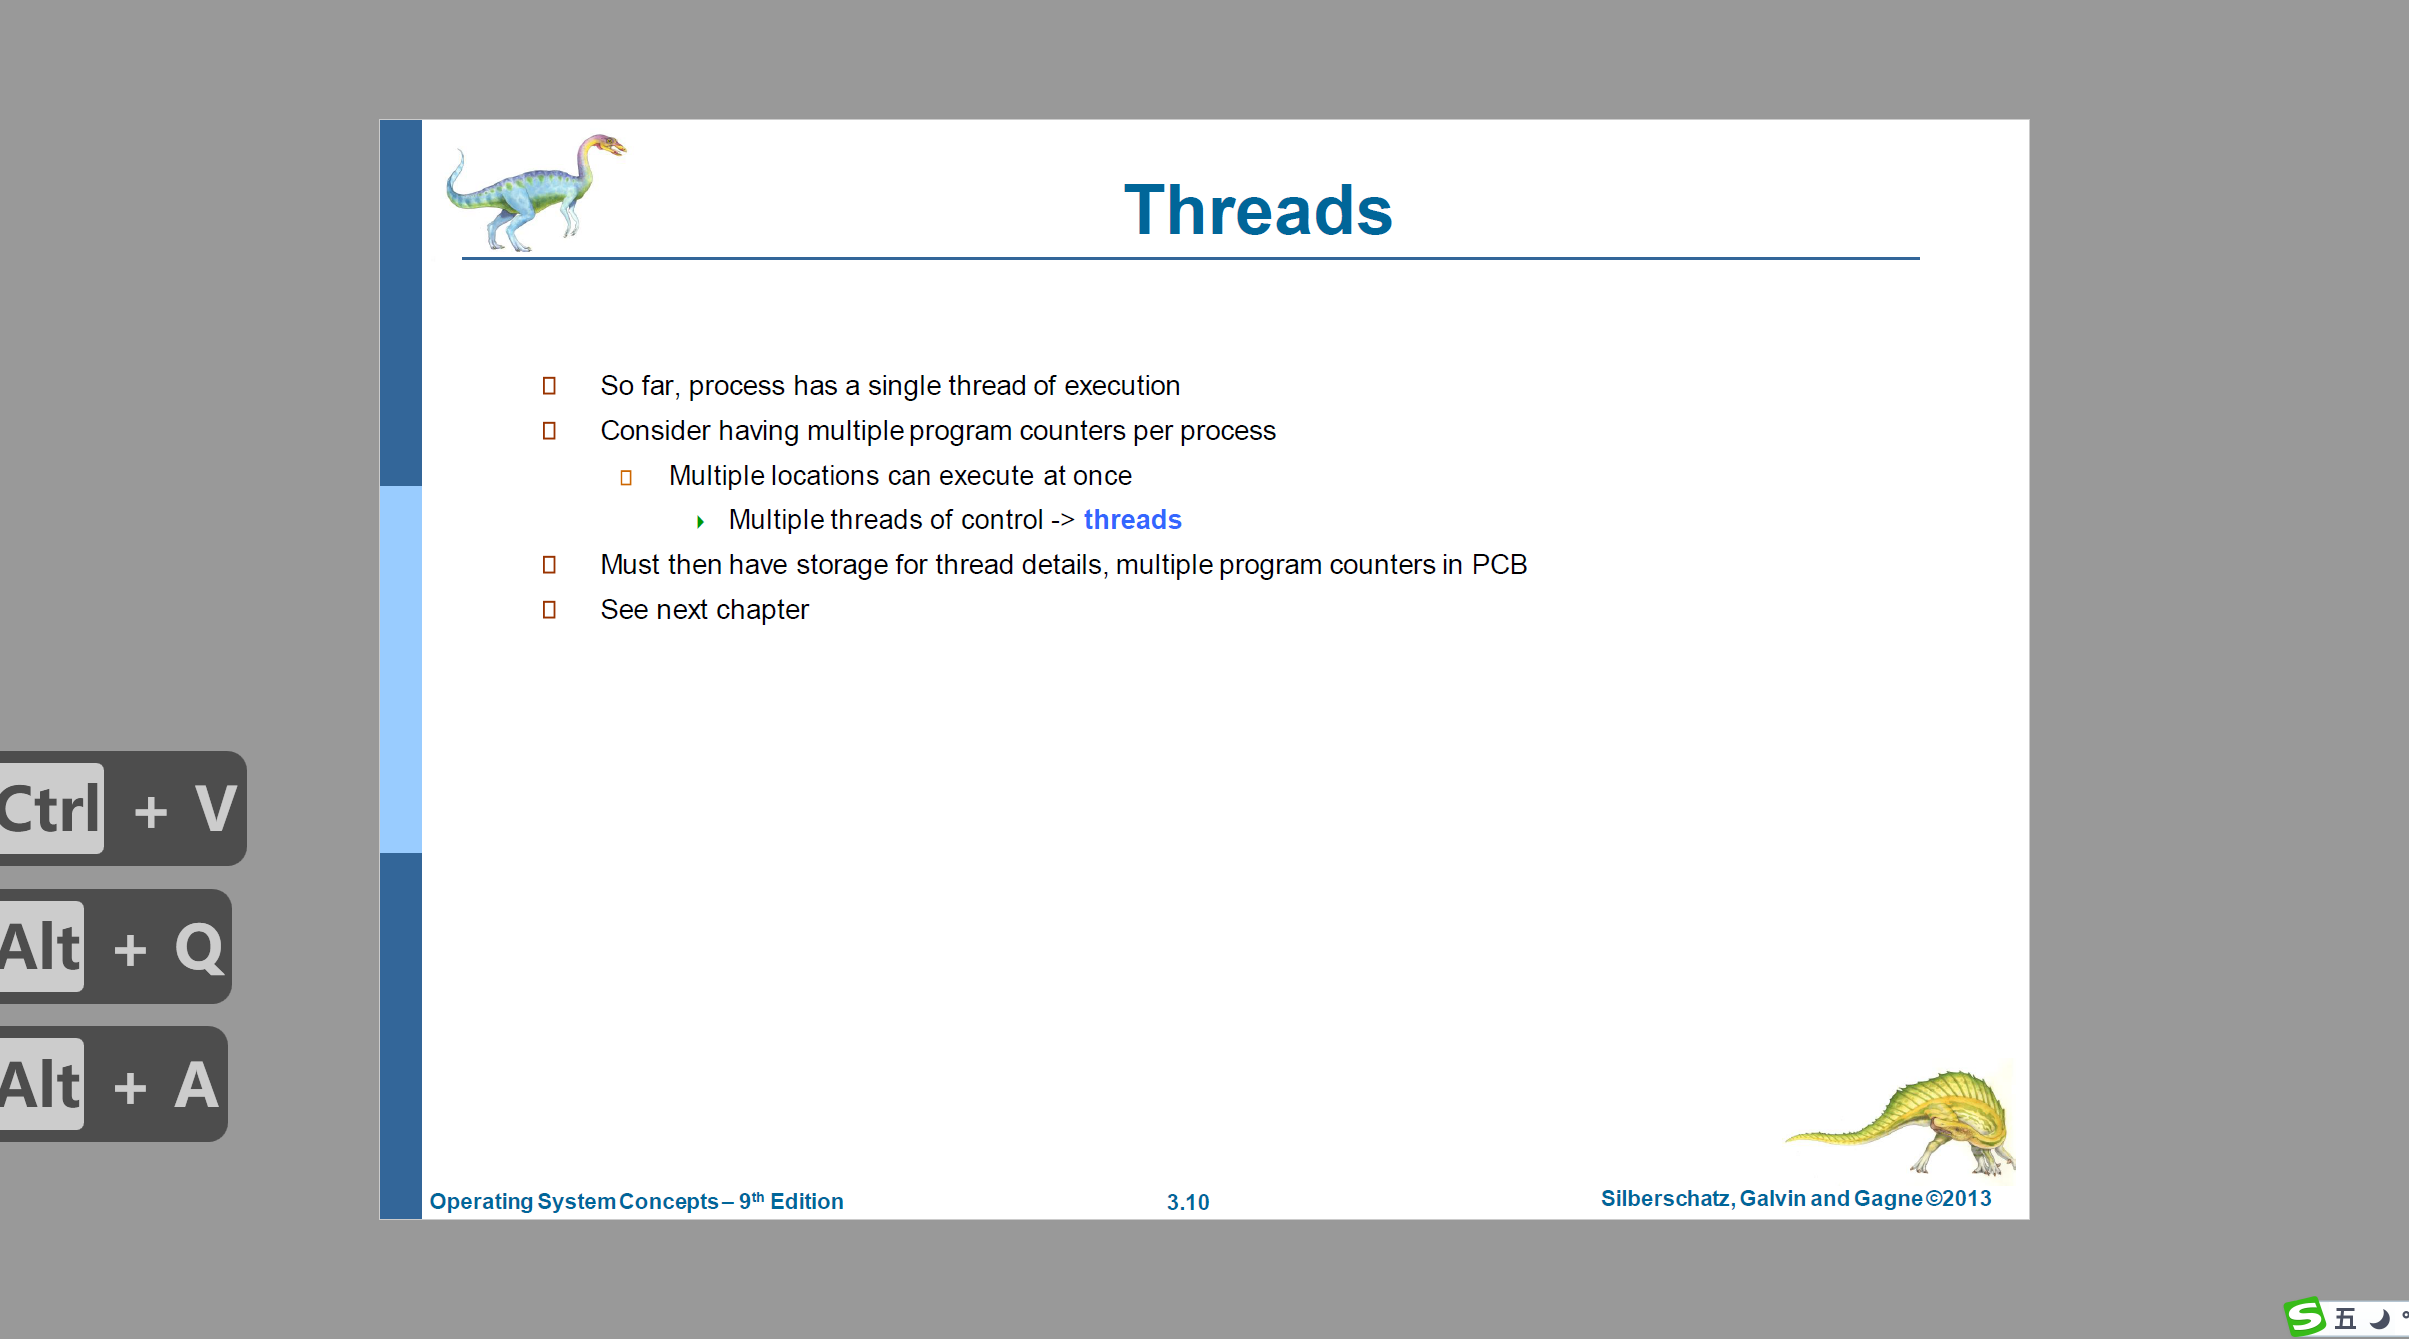 Threads
So far, process has a single thread of execution
Consider having multiple program counters per process
Multiple locations can execute at once
Multiple threads of control -> threads
Must then have storage for thread details, multiple program counters in PCB
See next chapter
Ctrl + V
Alt + Q
Alt + A
Operating System Concepts – 9th Edition
3.10
Silberschatz, Galvin and Gagne ©2013
S 五